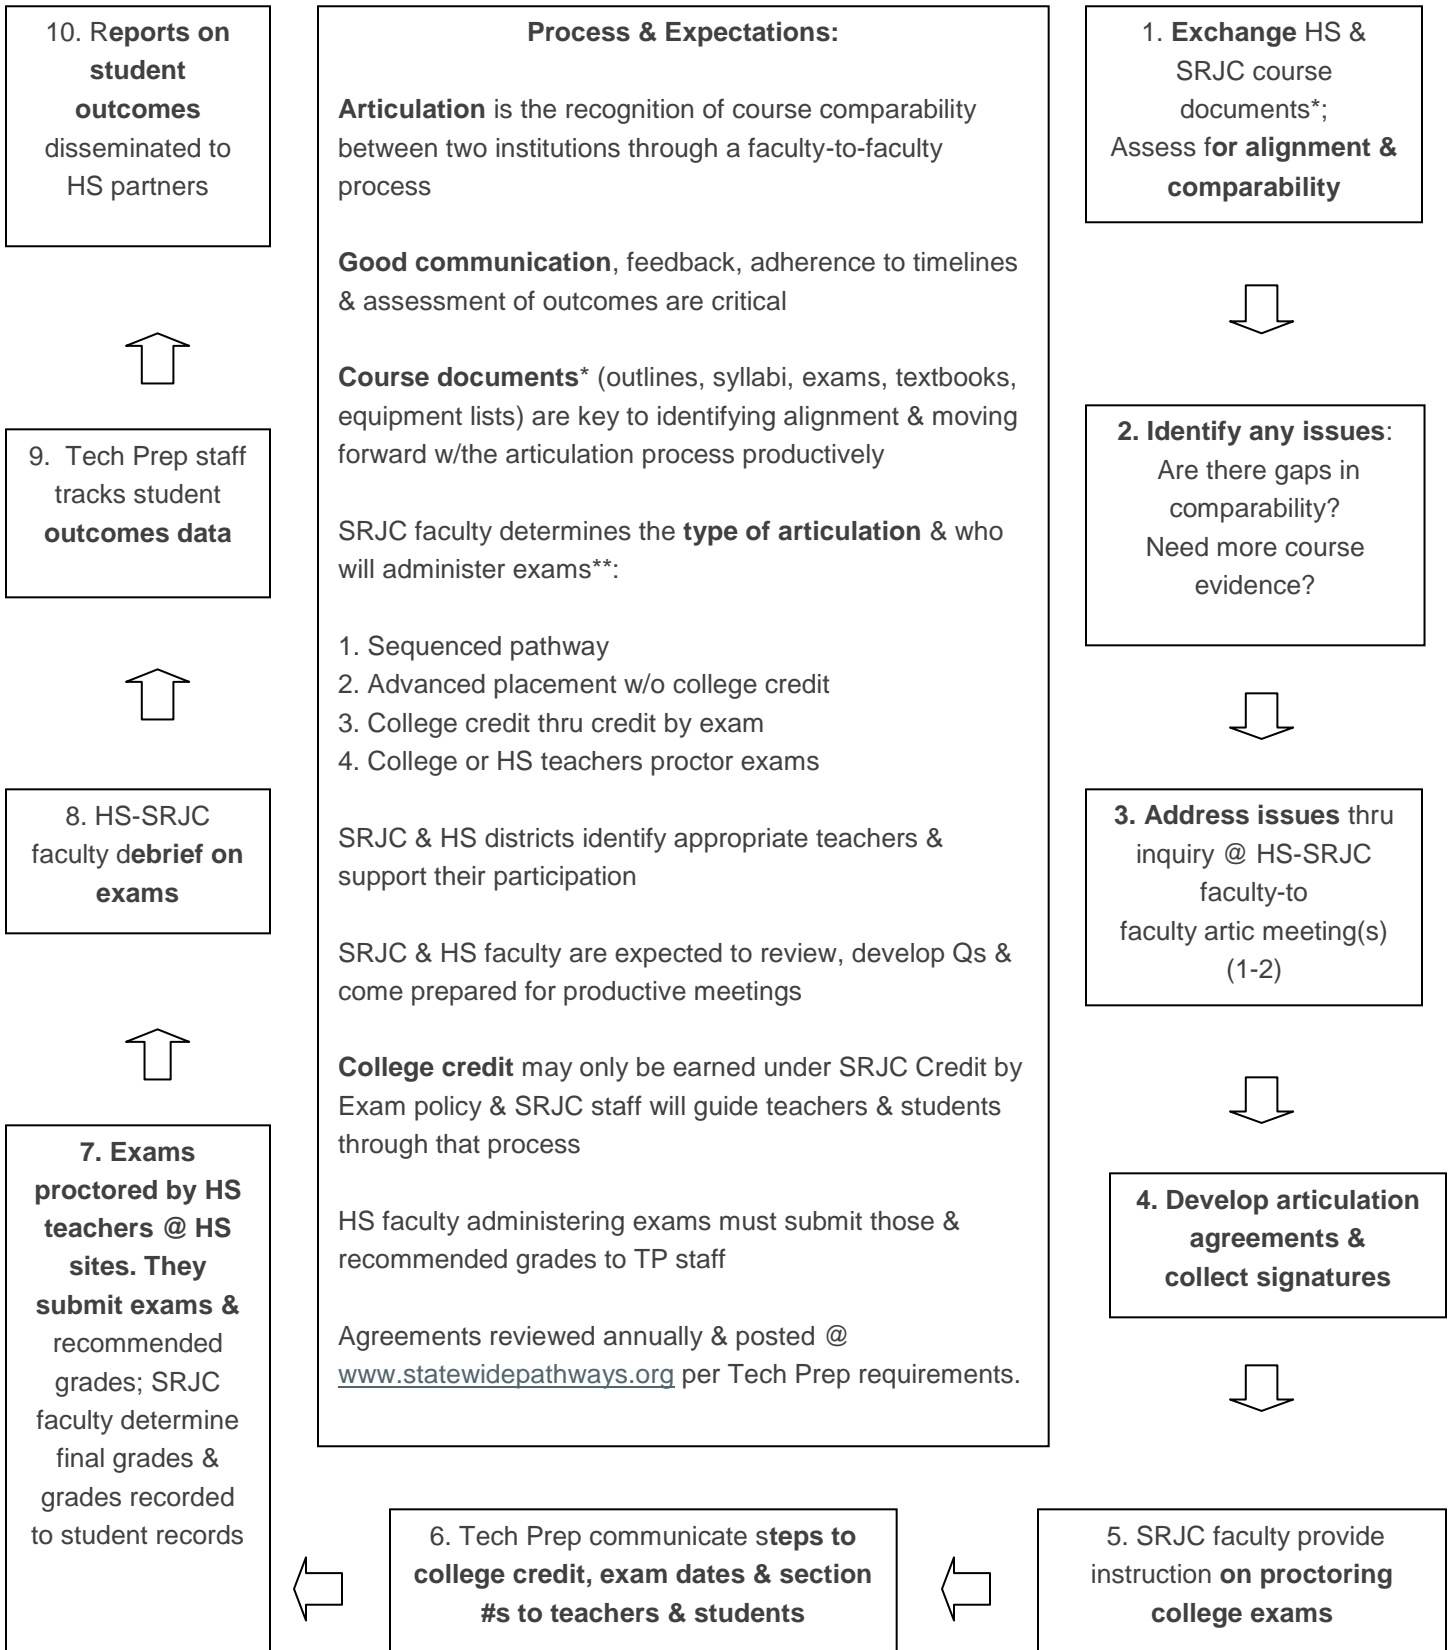 10. Reports on
student
outcomes
disseminated to
HS partners
9.  Tech Prep staff
tracks student
outcomes data
8. HS-SRJC
faculty debrief on
exams
7. Exams
proctored by HS
teachers @ HS
sites. They
submit exams &
recommended
grades; SRJC
faculty determine
final grades &
grades recorded
to student records
Process & Expectations:
Articulation is the recognition of course comparability
between two institutions through a faculty-to-faculty
process
Good communication, feedback, adherence to timelines
& assessment of outcomes are critical
Course documents* (outlines, syllabi, exams, textbooks,
equipment lists) are key to identifying alignment & moving
forward w/the articulation process productively
SRJC faculty determines the type of articulation & who
will administer exams**:
1. Sequenced pathway
2. Advanced placement w/o college credit
3. College credit thru credit by exam
4. College or HS teachers proctor exams
SRJC & HS districts identify appropriate teachers &
support their participation
SRJC & HS faculty are expected to review, develop Qs &
come prepared for productive meetings
College credit may only be earned under SRJC Credit by
Exam policy & SRJC staff will guide teachers & students
through that process
HS faculty administering exams must submit those &
recommended grades to TP staff
Agreements reviewed annually & posted @
www.statewidepathways.org per Tech Prep requirements.
1. Exchange HS &
SRJC course
documents*;
Assess for alignment &
comparability
2. Identify any issues:
Are there gaps in
comparability?
Need more course
evidence?
3. Address issues thru
inquiry @ HS-SRJC
faculty-to
faculty artic meeting(s)
(1-2)
4. Develop articulation
agreements &
collect signatures
5. SRJC faculty provide
instruction on proctoring
college exams
6. Tech Prep communicate steps to
college credit, exam dates & section
#s to teachers & students